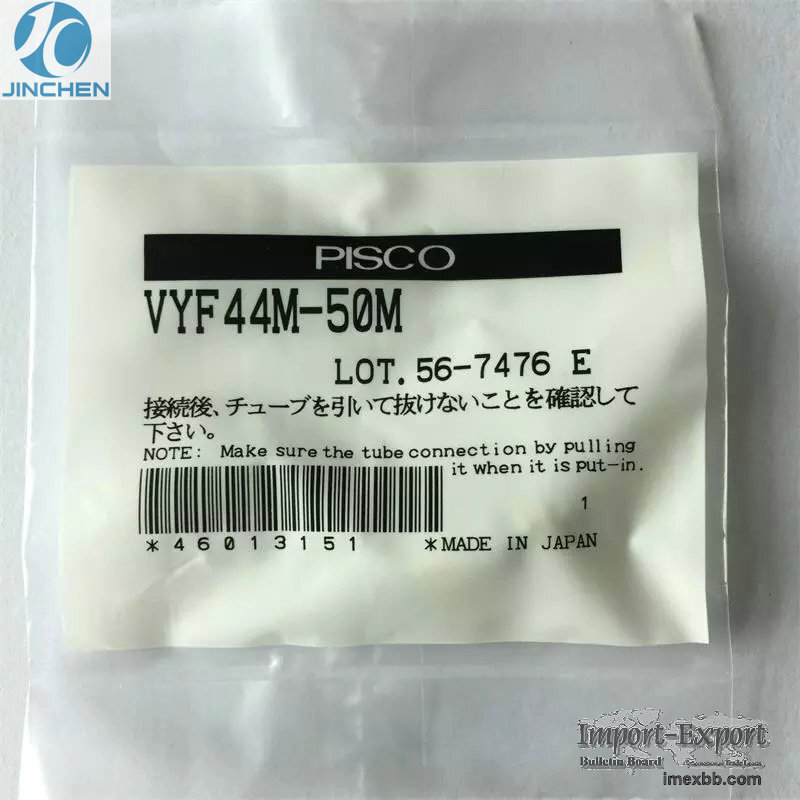 JINCHEN
PISCO
VYF44M-50M
LOT. 56-7476 E
接続後、チューブを引いて抜けないことを確認して
下さい。
NOTE: Make sure the tube connection by pulling
it when it is put-in.
1
*46013151 *MADE IN JAPAN
Import-Export
Bulletin Board
imexbb.com